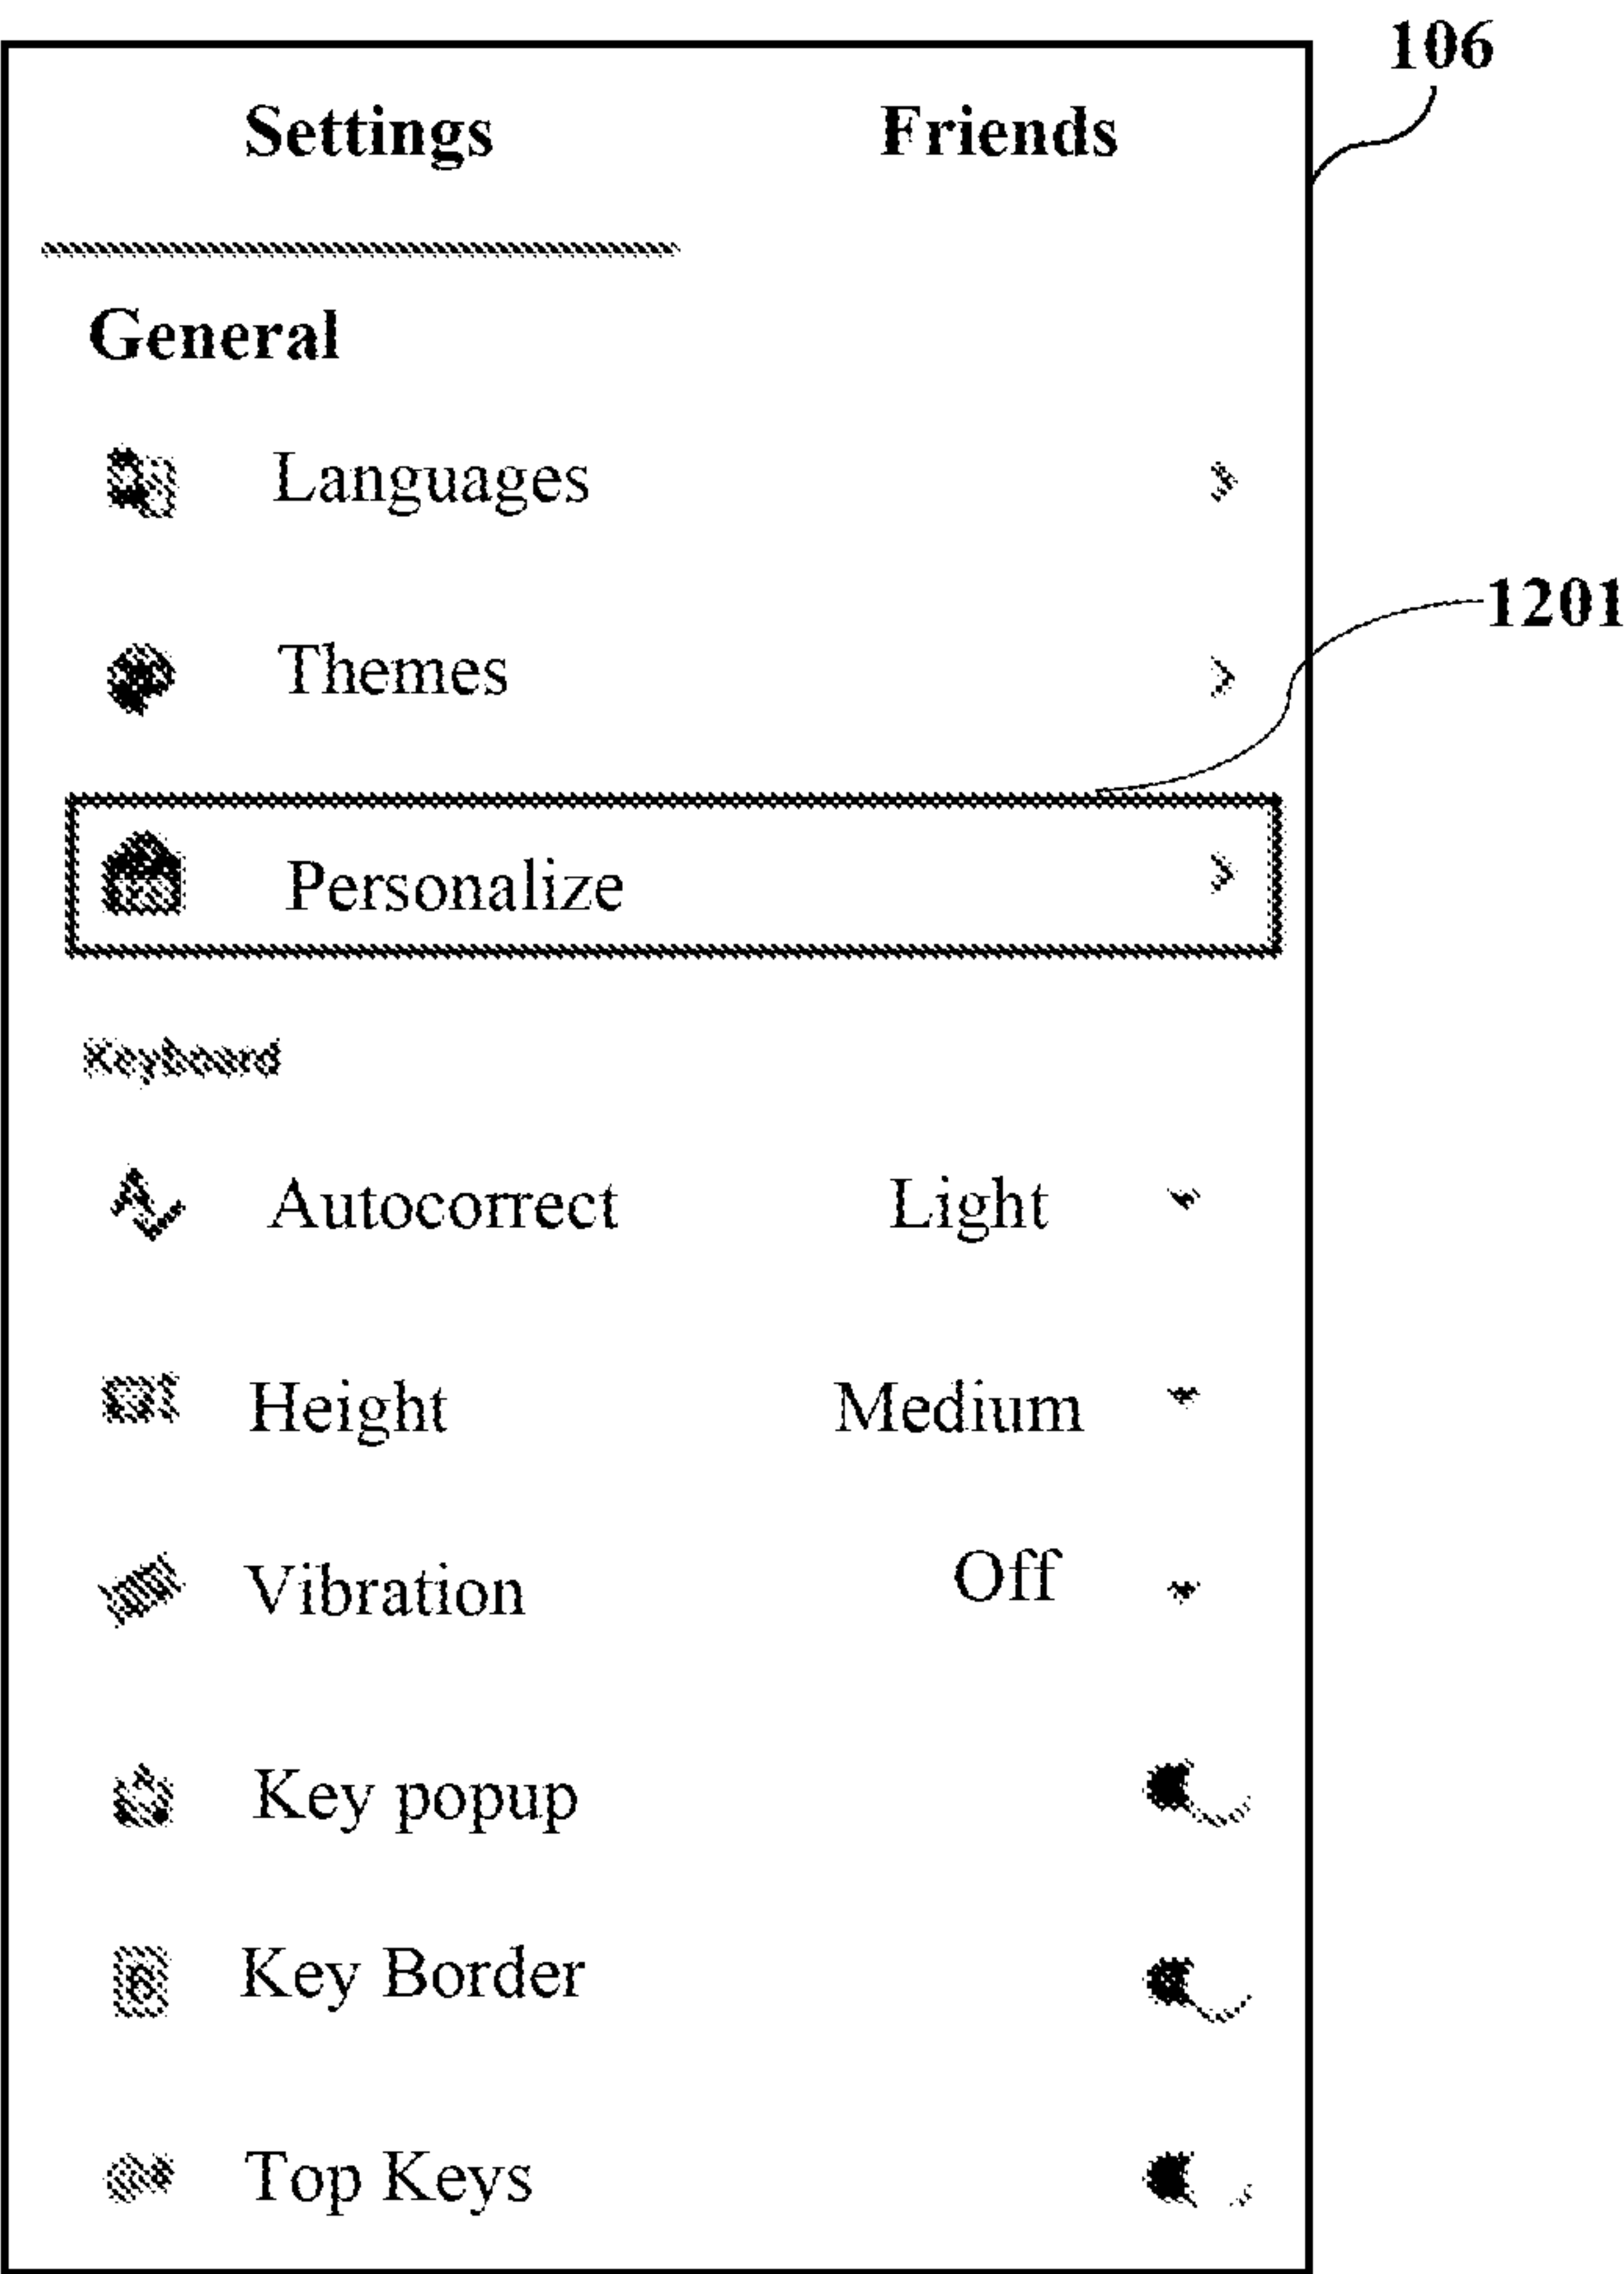 106
Settings Friends
General
Languages
1201
Themes
Personalize
Keyboard
Autocorrect Light
Height Medium
Vibration Off
Key popup
Key Border
Top Keys